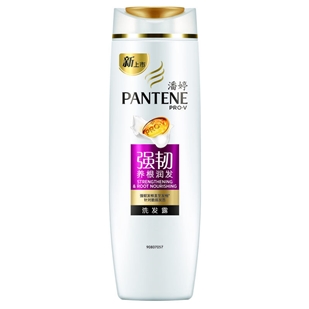 新上市
潘婷
PANTENE
PRO-V
强韧
养根润发
STRENGTHENING
& ROOT NOURISHING
洗发露